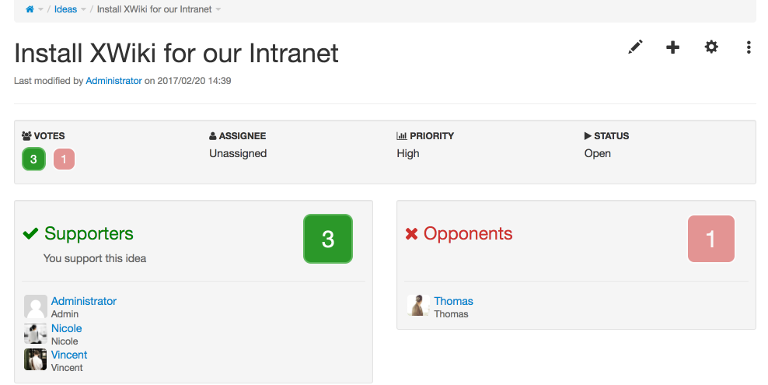 / Ideas / Install XWiki for our Intranet
Install XWiki for our Intranet
Last modified by Administrator on 2017/02/20 14:39
VOTES ASSIGNEE PRIORITY STATUS
3 1 Unassigned High Open
Supporters 3
You support this idea
Administrator
Admin
Nicole
Nicole
Vincent
Vincent
Opponents 1
Thomas
Thomas